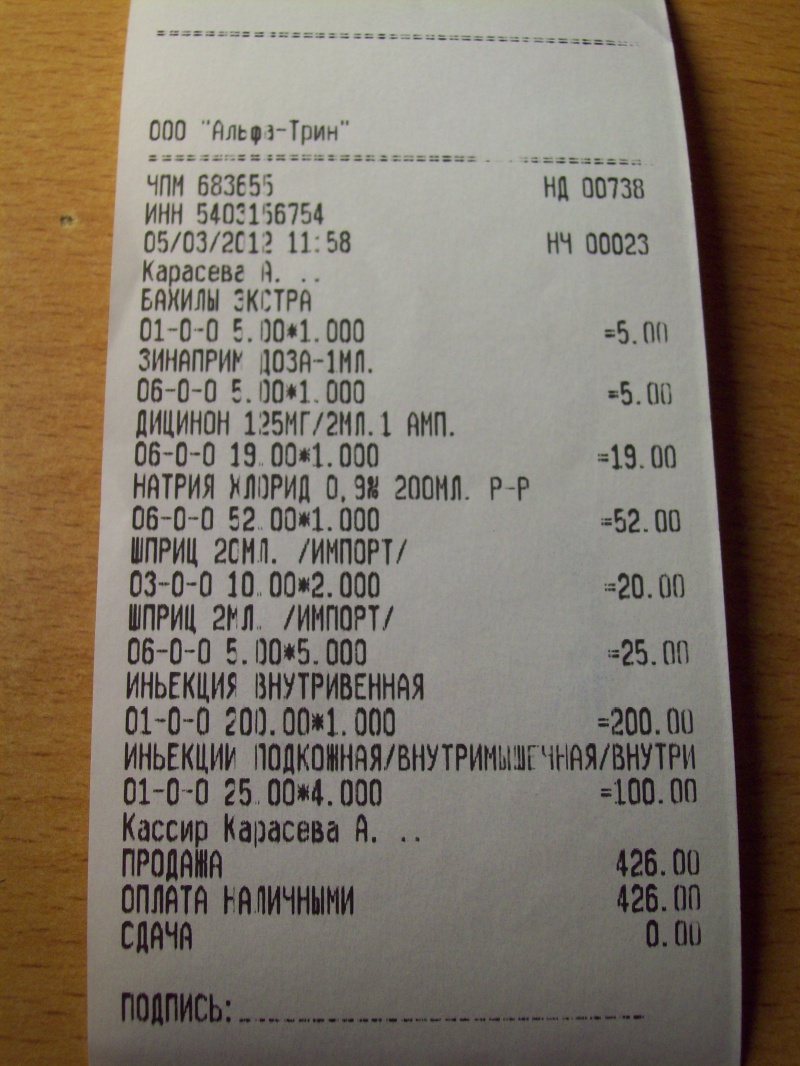 ООО "Альфа-Трин"
ЧПМ 683655 НД 00738
ИНН 5403156754
05/03/2012 11:58 НЧ 00023
Карасева А. ..
БАХИЛЫ ЭКСТРА
01-0-0 5.00*1.000 =5.00
ЗИНАПРИМ ДОЗА-1МЛ.
06-0-0 5.00*1.000 =5.00
ДИЦИНОН 125МГ/2МЛ.1 АМП.
06-0-0 19.00*1.000 =19.00
НАТРИЯ ХЛОРИД 0,9% 200МЛ. Р-Р
06-0-0 52.00*1.000 =52.00
ШПРИЦ 20МЛ. /ИМПОРТ/
03-0-0 10.00*2.000 =20.00
ШПРИЦ 2МЛ. /ИМПОРТ/
06-0-0 5.00*5.000 =25.00
ИНЬЕКЦИЯ ВНУТРИВЕННАЯ
01-0-0 200.00*1.000 =200.00
ИНЬЕКЦИИ ПОДКОЖНАЯ/ВНУТРИМЫШЕЧНАЯ/ВНУТРИ
01-0-0 25.00*4.000 =100.00
Кассир Карасева А. ..
ПРОДАЖА 426.00
ОПЛАТА НАЛИЧНЫМИ 426.00
СДАЧА 0.00
ПОДПИСЬ: